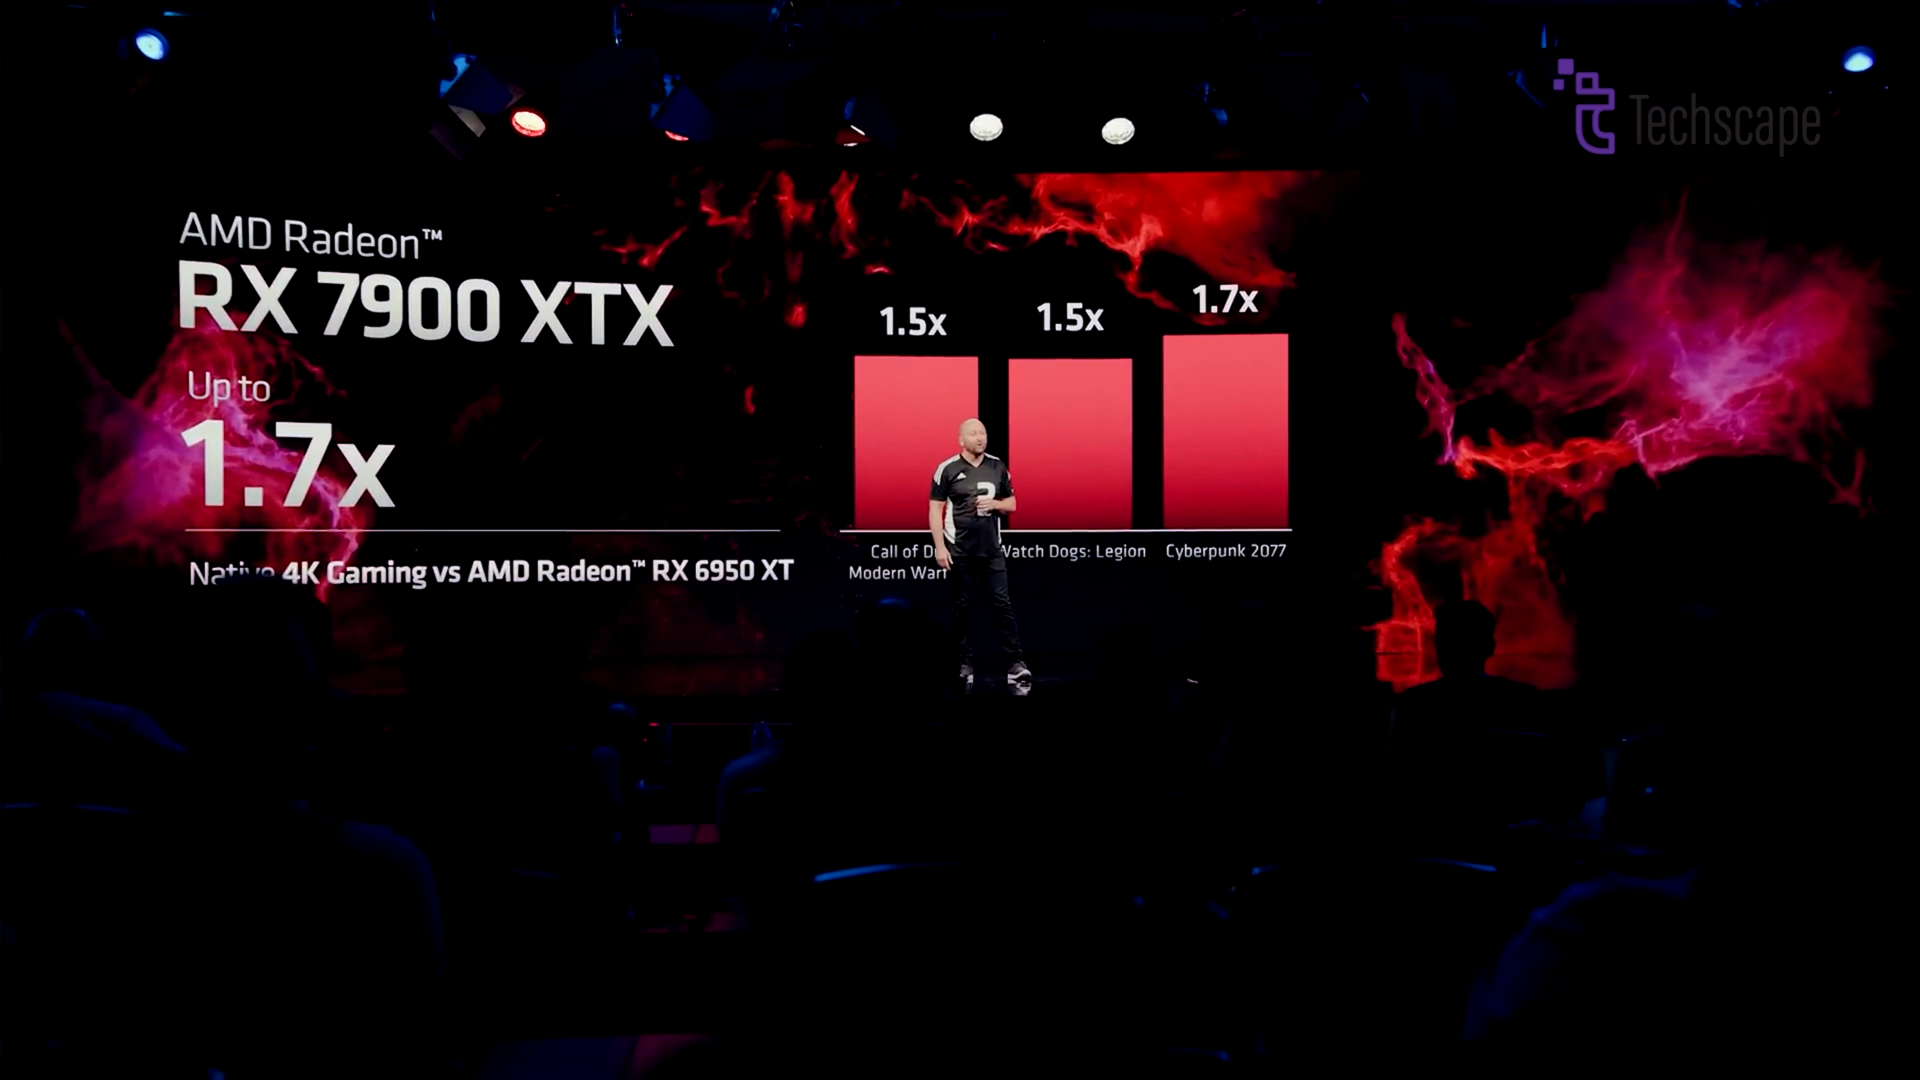 Techscape
AMD Radeon™
RX 7900 XTX
Up to
1.7x
Native 4K Gaming vs AMD Radeon™ RX 6950 XT
1.5x
1.5x
1.7x
Call of
Modern
Watch Dogs: Legion
Cyberpunk 2077